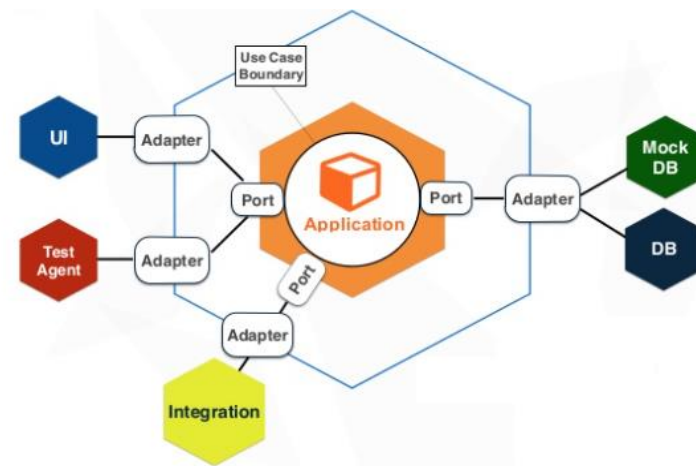 Use Case
Boundary
UI
Adapter
Mock
DB
Port
Port
Adapter
Application
Test
Agent
Adapter
DB
Port
Adapter
Integration